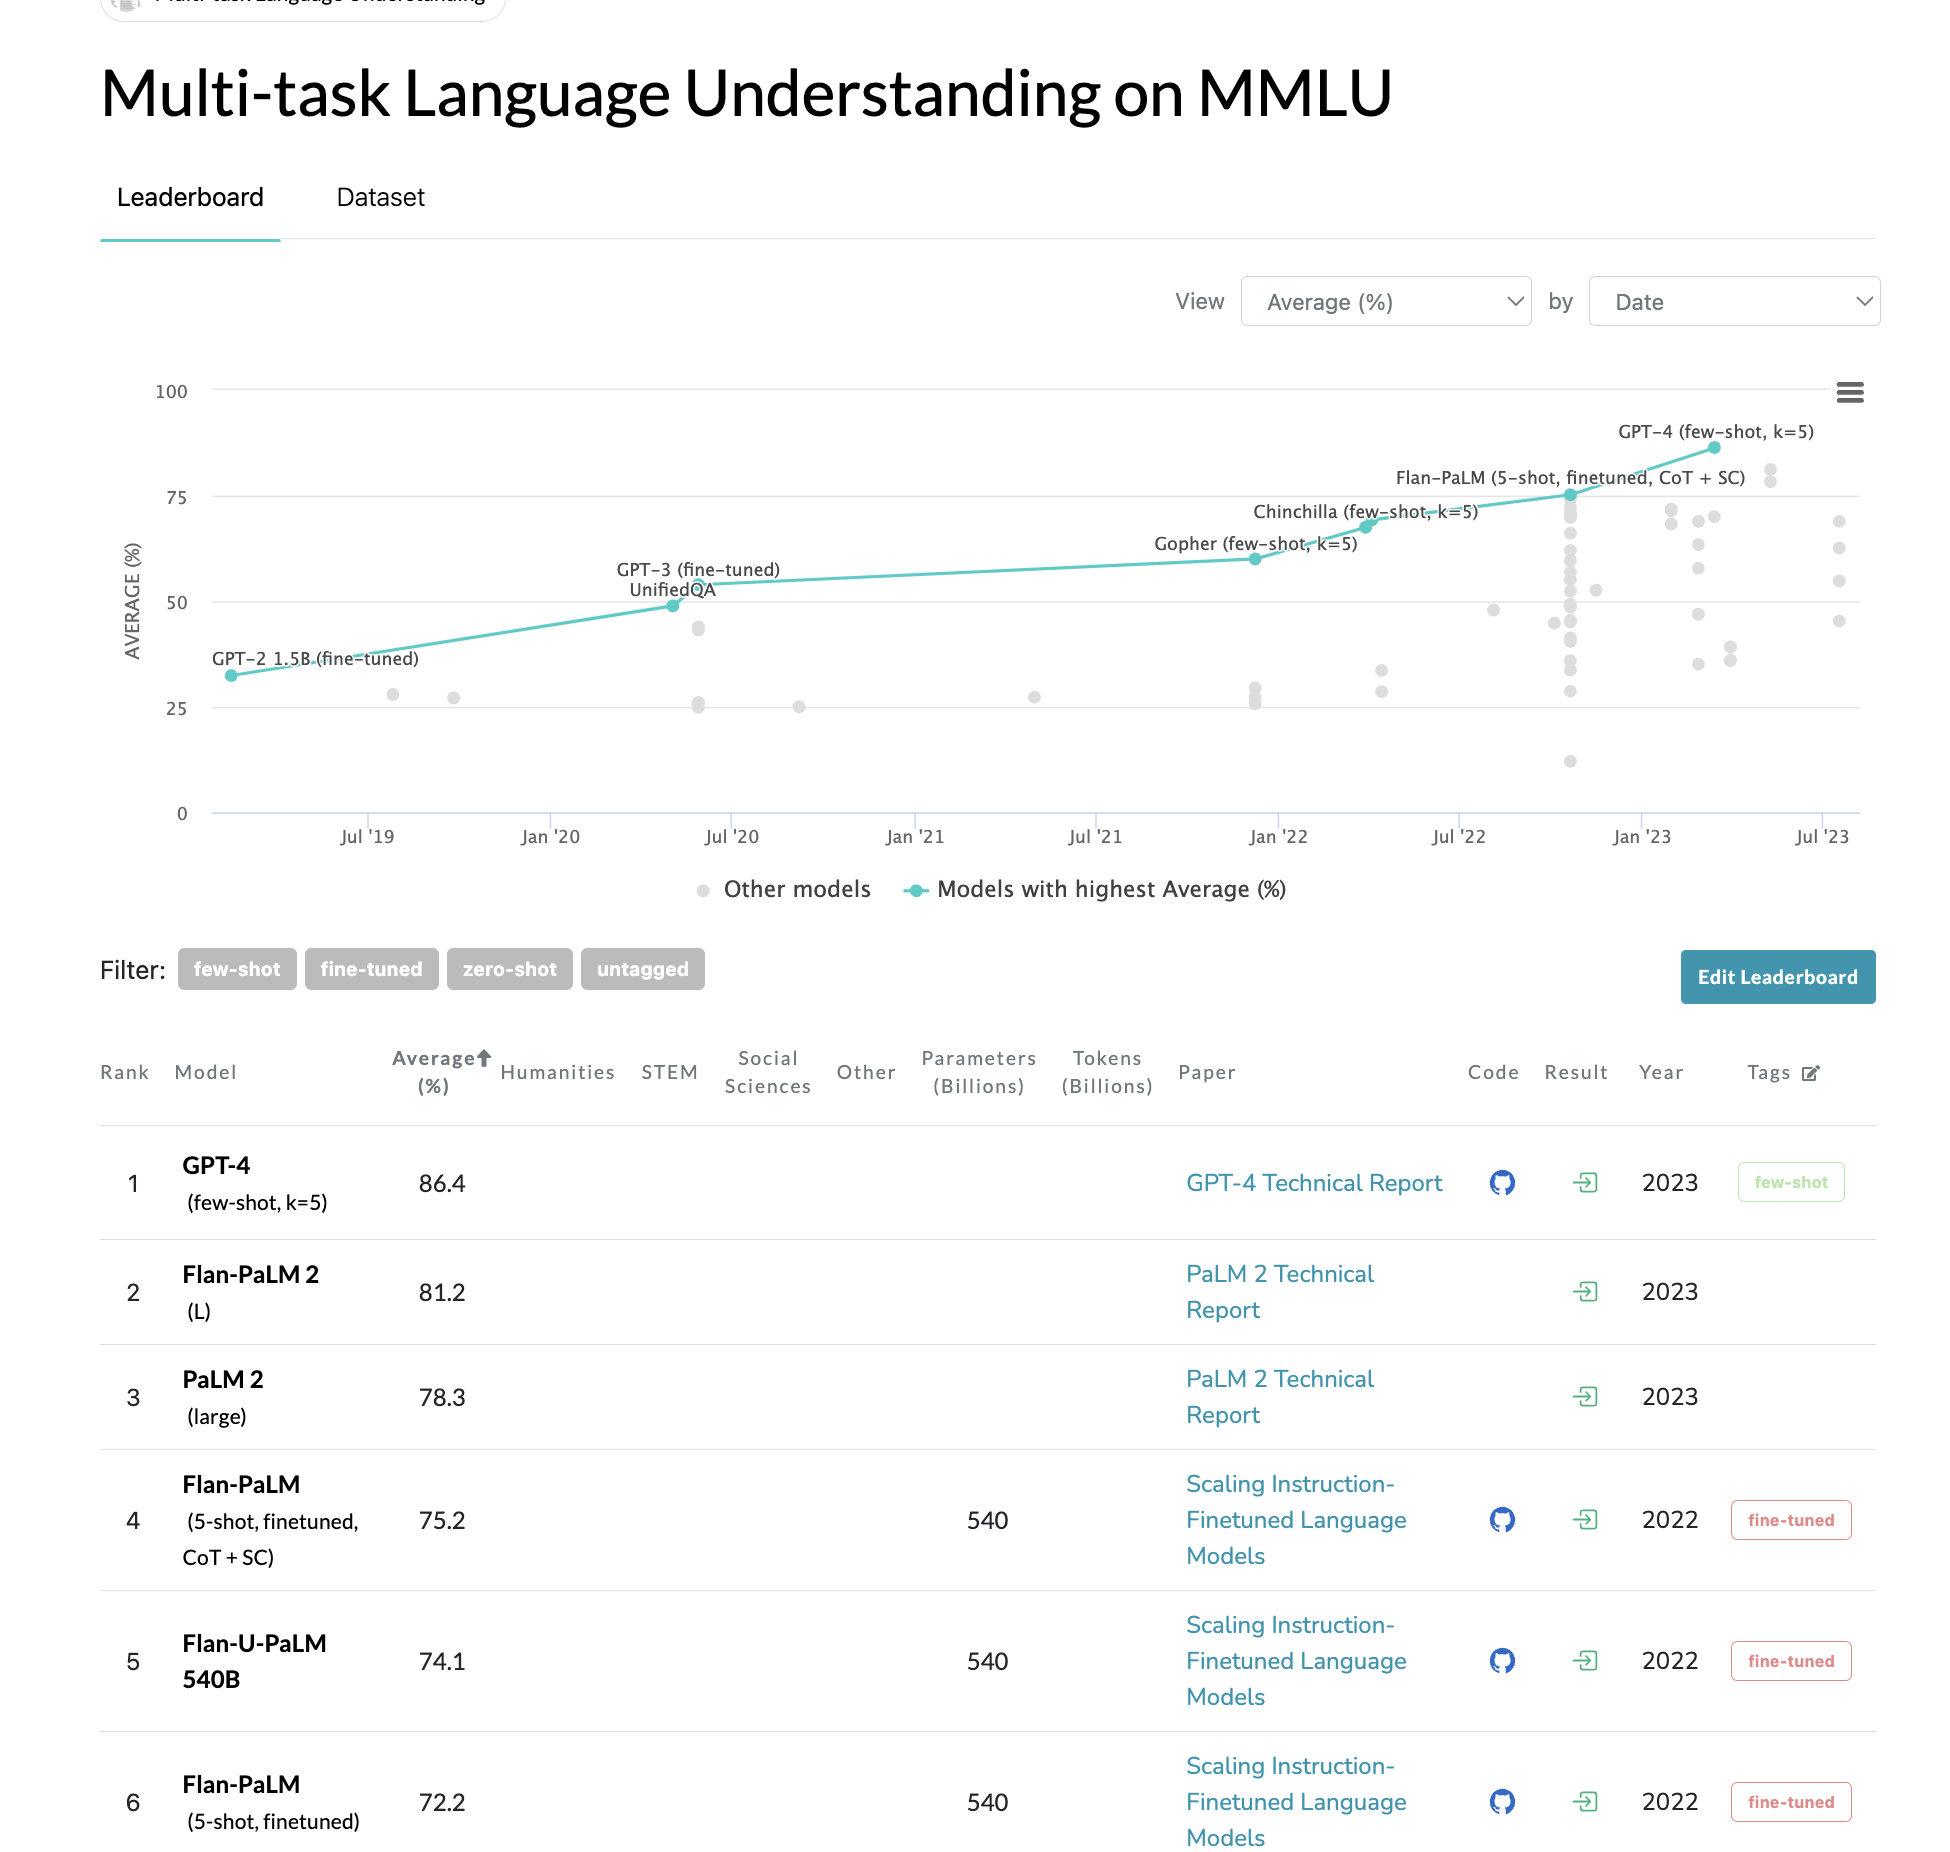 Multi-task Language Understanding
Multi-task Language Understanding on MMLU
Leaderboard Dataset
View Average (%) by Date
100
75
50
25
0
AVERAGE (%)
GPT-4 (few-shot, k=5)
Flan-PaLM (5-shot, finetuned, CoT + SC)
Chinchilla (few-shot, k=5)
Gopher (few-shot, k=5)
GPT-3 (fine-tuned)
UnifiedQA
GPT-2 1.5B (fine-tuned)
Jul '19 Jan '20 Jul '20 Jan '21 Jul '21 Jan '22 Jul '22 Jan '23 Jul '23
Other models Models with highest Average (%)
Filter: few-shot fine-tuned zero-shot untagged
Edit Leaderboard
Rank Model Average (%) Humanities STEM Social Sciences Other Parameters (Billions) Tokens (Billions) Paper Code Result Year Tags
1 GPT-4 (few-shot, k=5) 86.4 GPT-4 Technical Report 2023 few-shot
2 Flan-PaLM 2 (L) 81.2 PaLM 2 Technical Report 2023
3 PaLM 2 (large) 78.3 PaLM 2 Technical Report 2023
4 Flan-PaLM (5-shot, finetuned, CoT + SC) 75.2 540 Scaling Instruction-Finetuned Language Models 2022 fine-tuned
5 Flan-U-PaLM 540B 74.1 540 Scaling Instruction-Finetuned Language Models 2022 fine-tuned
6 Flan-PaLM (5-shot, finetuned) 72.2 540 Scaling Instruction-Finetuned Language Models 2022 fine-tuned